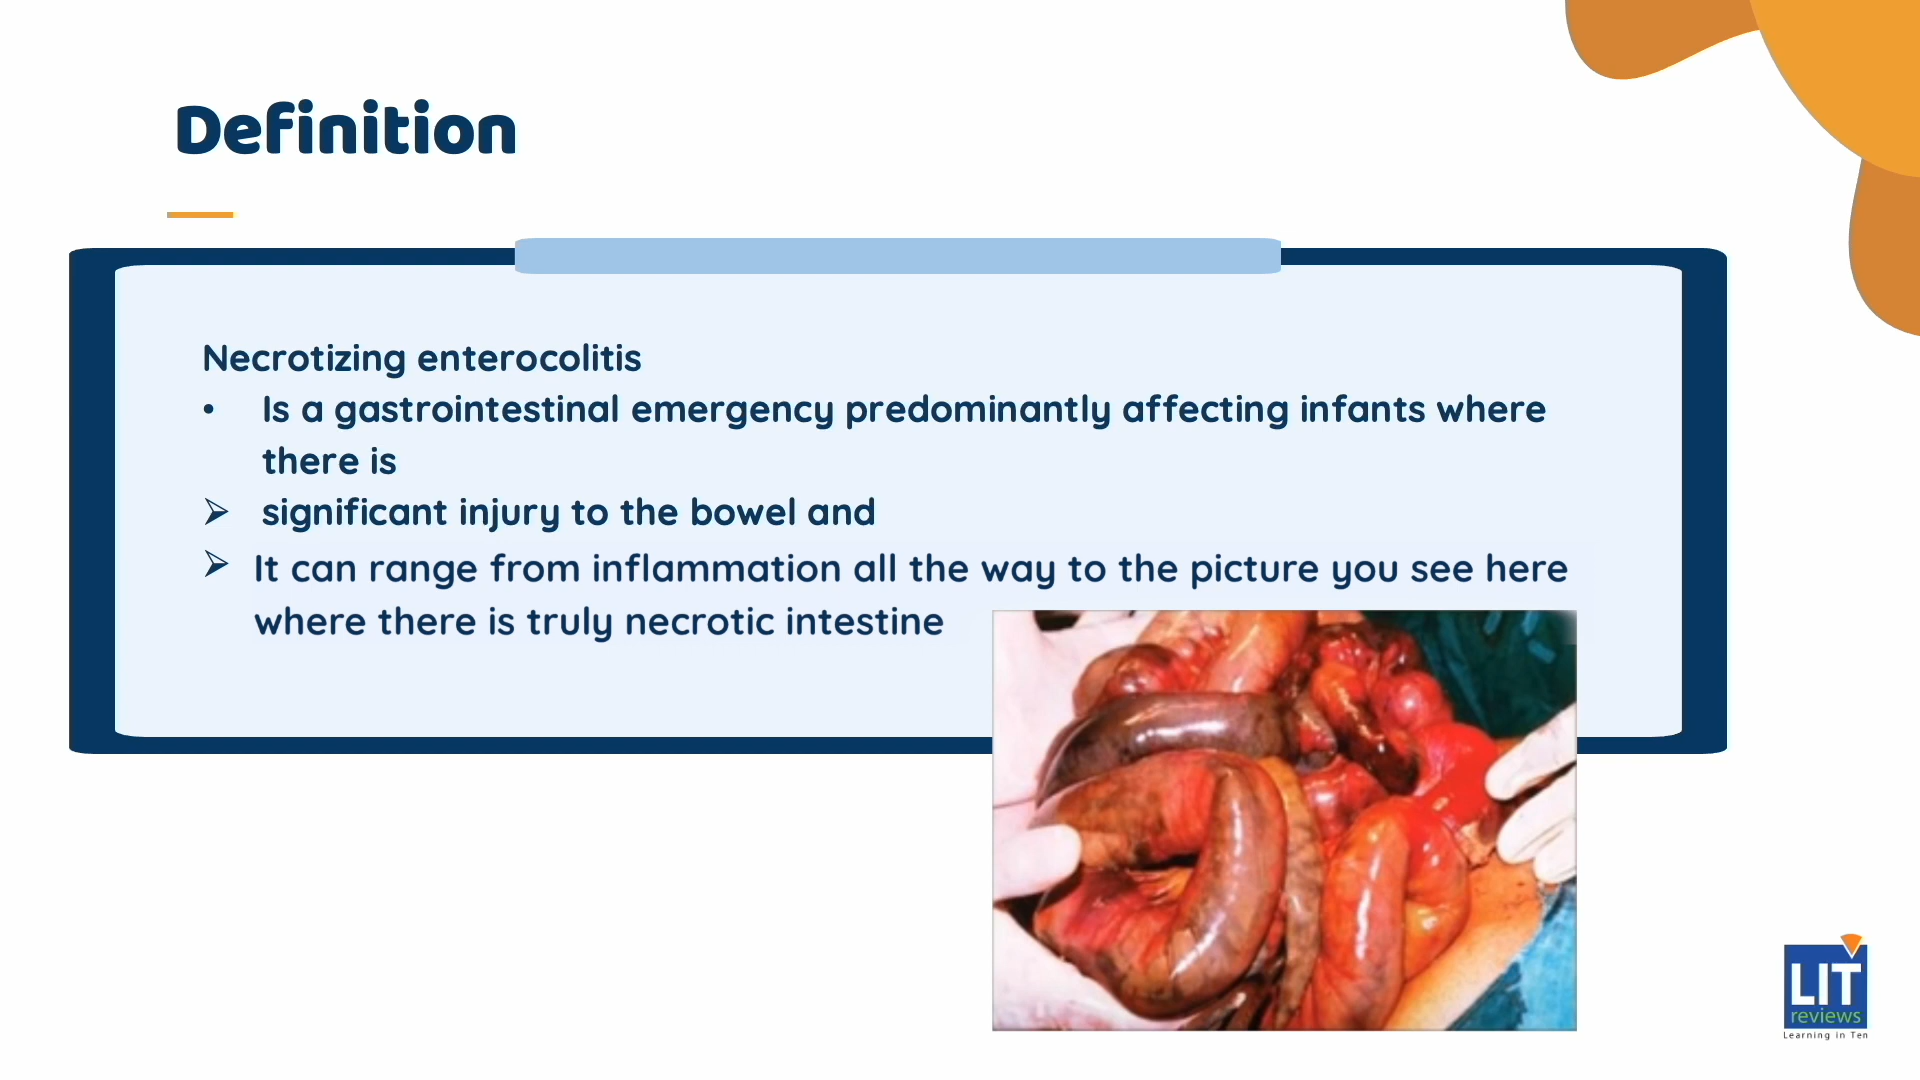 Definition
Necrotizing enterocolitis
• Is a gastrointestinal emergency predominantly affecting infants where
there is
➢ significant injury to the bowel and
➢ It can range from inflammation all the way to the picture you see here
where there is truly necrotic intestine
LIT
reviews
Learning in Ten